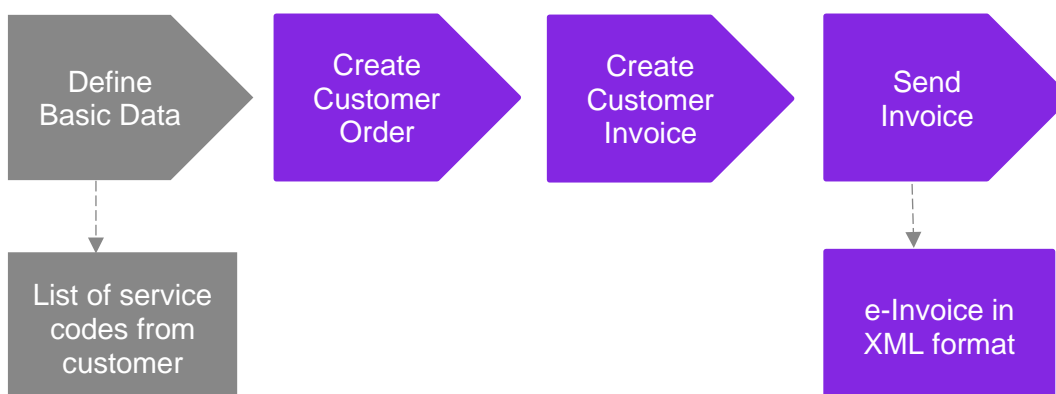 Define
Basic Data
Create
Customer
Order
Create
Customer
Invoice
Send
Invoice
List of service
codes from
customer
e-Invoice in
XML format